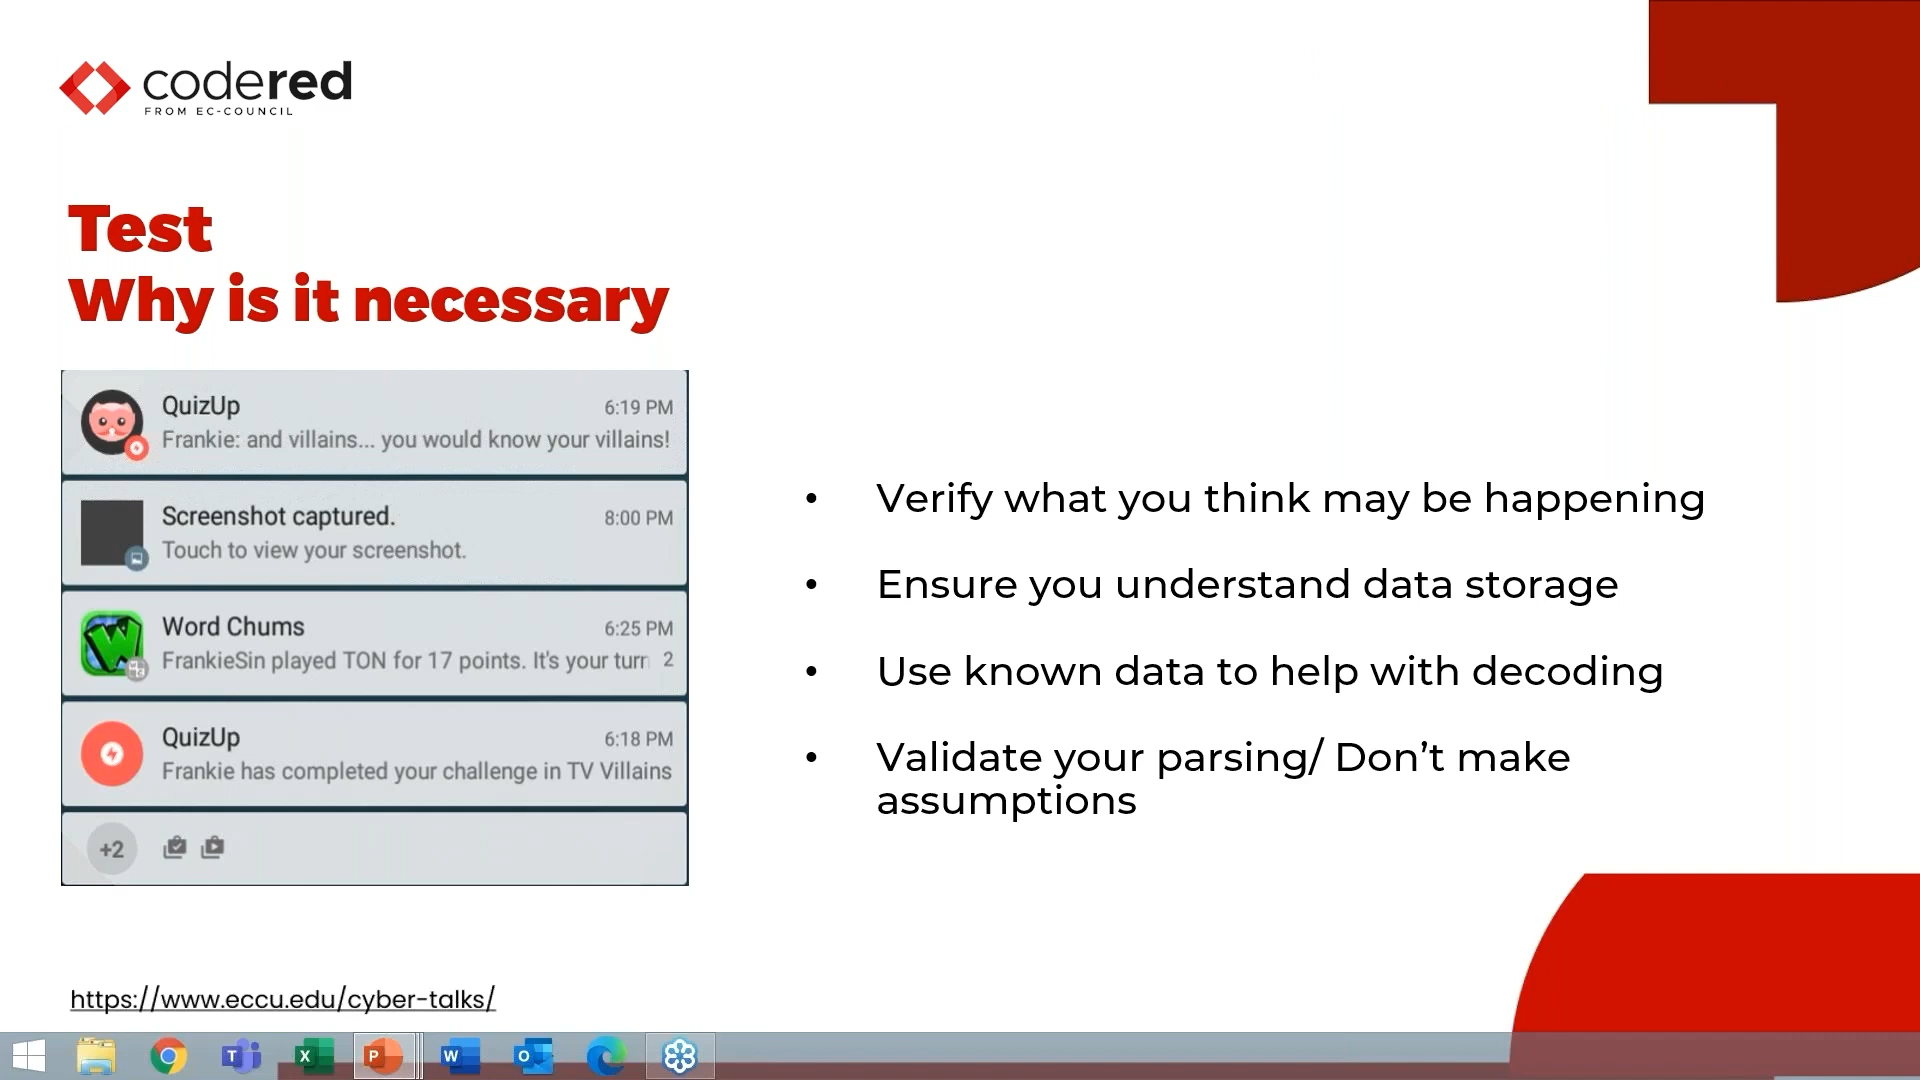 codered
FROM EC-COUNCIL
Test
Why is it necessary
QuizUp 6:19 PM
Frankie: and villains... you would know your villains!
Screenshot captured. 8:00 PM
Touch to view your screenshot.
Word Chums 6:25 PM
FrankieSin played TON for 17 points. It's your turn 2
QuizUp 6:18 PM
Frankie has completed your challenge in TV Villains
+2
• Verify what you think may be happening
• Ensure you understand data storage
• Use known data to help with decoding
• Validate your parsing/ Don’t make
assumptions
https://www.eccu.edu/cyber-talks/
T X P W O